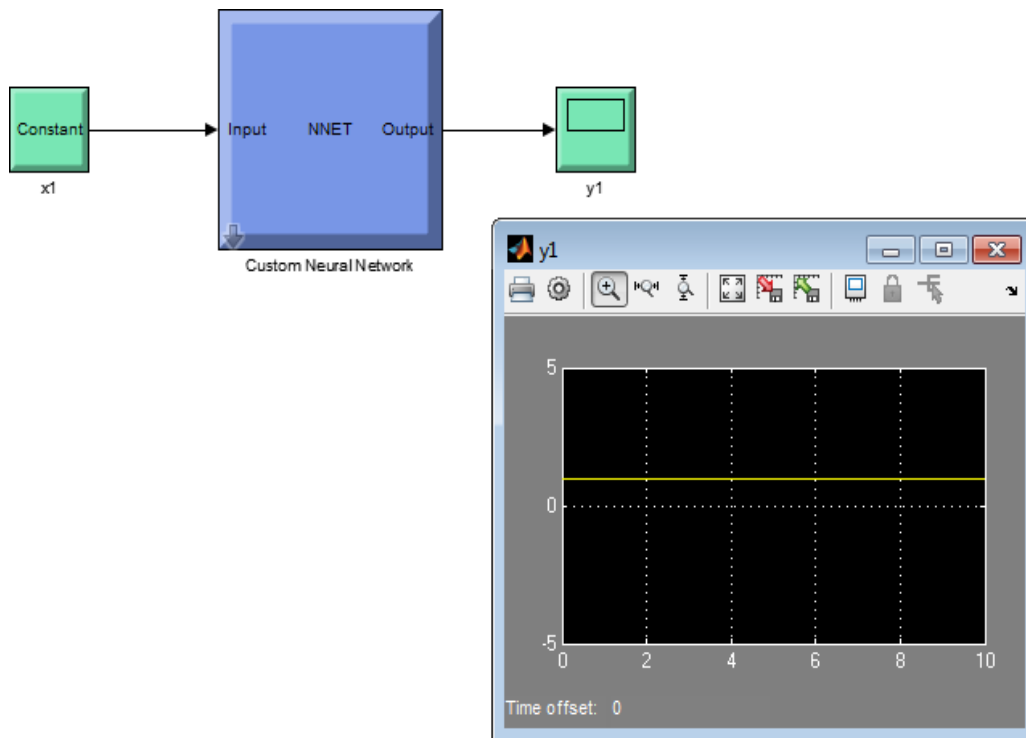 Constant
x1
Input NNET Output
Custom Neural Network
y1
y1
5
0
-5
0 2 4 6 8 10
Time offset: 0